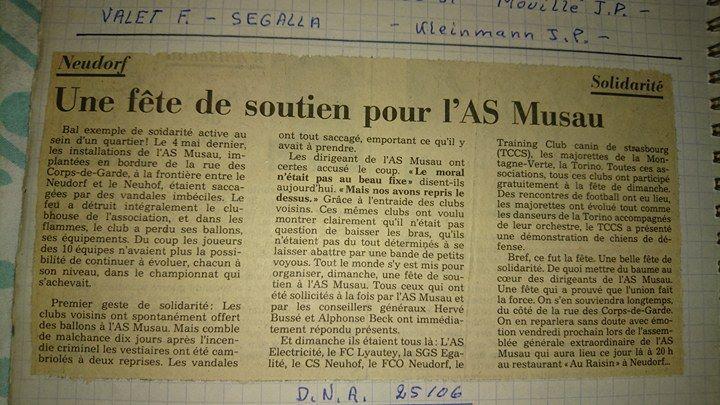 MOUILLE J.P. -
VALET F. - SEGALLA - Kleinmann J.P. -
Neudorf
Solidarité
Une fête de soutien pour l'AS Musau
Bal exemple de soidarité active au
sein d'un quartier! Le 4 mai dernier,
les installations de l'AS Musau, im-
plantées en bordure de la rue des
Corps-de-Garde, à la frontière entre le
Neudorf et le Neuhof, étaient sacca-
gées par des vandales imbéciles. Le
feu a détruit intégralement le clu-
bhouse de l'association, et dans les
flammes, le club a perdu ses ballons,
ses équipements. Du coup les joueurs
des 10 équipes n'avaient plus la possi-
bilité de continuer à évoluer, chacun à
son niveau, dans le championnat qui
s'achevait.
Premier geste de solidarité: Les
clubs voisins ont spontanément offert
des ballons à l'AS Musau. Mais comble
de malchance dix jours après l'incen-
die criminel les vestiaires ont été cam-
briolés à deux reprises. Les vandales
ont tout saccagé, emportant ce qu'il y
avait à prendre.
Les dirigeant de l'AS Musau ont
certes accusé le coup. «Le moral
n'était pas au beau fixe» disent-ils
aujourd'hui. «Mais nos avons repris le
dessus.» Grâce à l'entraide des clubs
voisins. Ces mêmes clubs ont voulu
montrer clairement qu'il n'était pas
question de baisser les bras, qu'ils
n'étaient pas du tout déterminés à se
laisser abattre par une bande de petits
voyous. Tout le monde s'y est mis pour
organiser, dimanche, une fête de sou-
tien à l'AS Musau. Tous ceux qui ont
été sollicités à la fois par l'AS Musau et
par les conseillers généraux Hervé
Bussé et Alphonse Beck ont immédia-
tement répondu présents.
Et dimanche ils étaient tous là: L'AS
Electricité, le FC Lyautey, la SGS Ega-
lité, le CS Neuhof, le FCO Neudorf, le
Training Club canin de strasbourg
(TCCS), les majorettes de la Mon-
tagne-Verte, la Torino. Toutes ces as-
sociations, tous ces clubs ont participé
gratuitement à la fête de dimanche.
Des rencontres de football ont eu lieu,
les majorettes ont évolué tout comme
les danseurs de la Torino accompagnés
de leur orchestre, le TCCS a présenté
une démonstration de chiens de dé-
fense.
Bref, ce fut la fête. Une belle fête de
solidarité. De quoi mettre du baume au
cœur des dirigeants de l'AS Musau.
Une fête qui a prouvé que l'union fait
la force. On s'en souviendra longtemps,
du côté de la rue des Corps-de-Garde.
On en reparlera sans doute avec émo-
tion vendredi prochain lors de l'assem-
blée générale extraordinaire de l'AS
Musau qui aura lieu ce jour là à 20 h
au restaurant «Au Raisin» à Neudorf...
D.N.A. 25/06